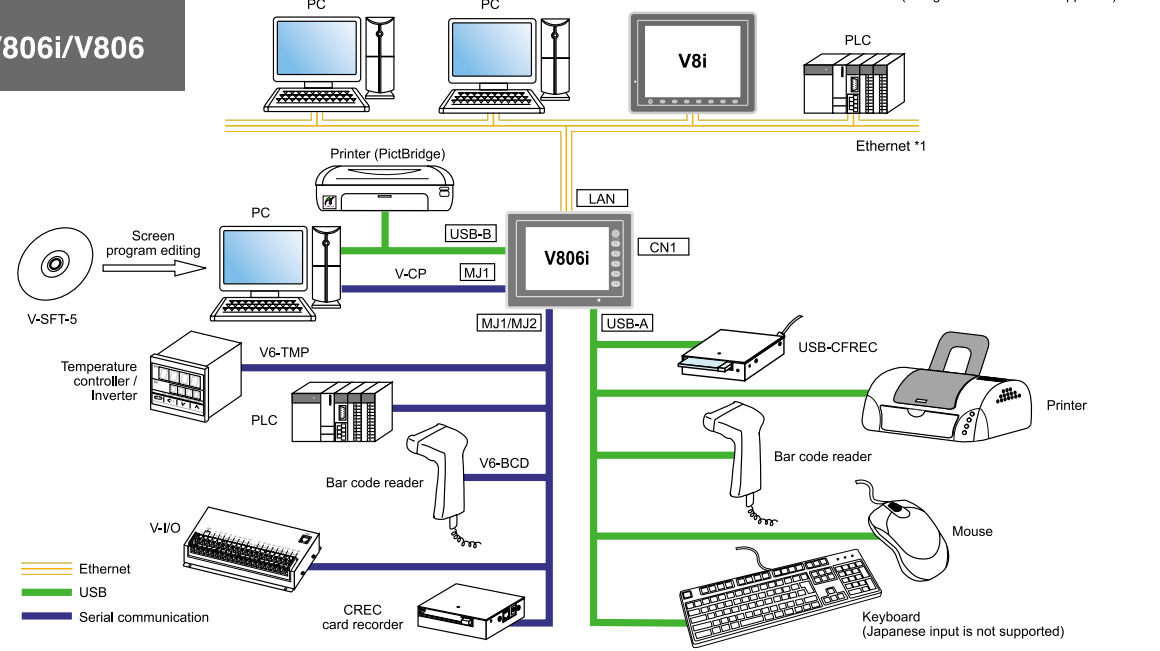 PC
PC
/806i/V806
V8i
PLC
Ethernet *1
Printer (PictBridge)
LAN
PC
USB-B
CN1
V806i
Screen
program editing
V-CP
MJ1
V-SFT-5
MJ1/MJ2
USB-A
V6-TMP
USB-CFREC
Temperature
controller /
Inverter
PLC
Printer
Bar code reader
V6-BCD
Bar code reader
V-I/O
Mouse
Ethernet
USB
Serial communication
CREC
card recorder
Keyboard
(Japanese input is not supported)